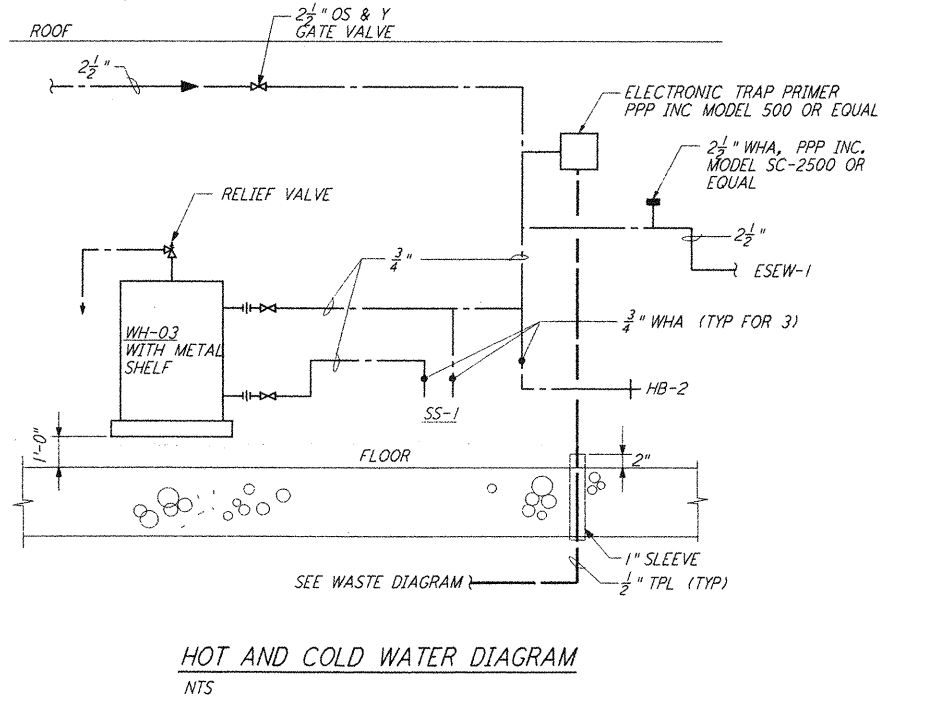 2 1/2" OS & Y
GATE VALVE
ROOF
2 1/2"
ELECTRONIC TRAP PRIMER
PPP INC MODEL 500 OR EQUAL
2 1/2" WHA, PPP INC.
MODEL SC-2500 OR
EQUAL
RELIEF VALVE
2 1/2"
3/4"
ESEW-1
3/4" WHA (TYP FOR 3)
WH-03
WITH METAL
SHELF
HB-2
SS-1
1'-0"
FLOOR
2"
1" SLEEVE
SEE WASTE DIAGRAM
1/2" TPL (TYP)
HOT AND COLD WATER DIAGRAM
NTS